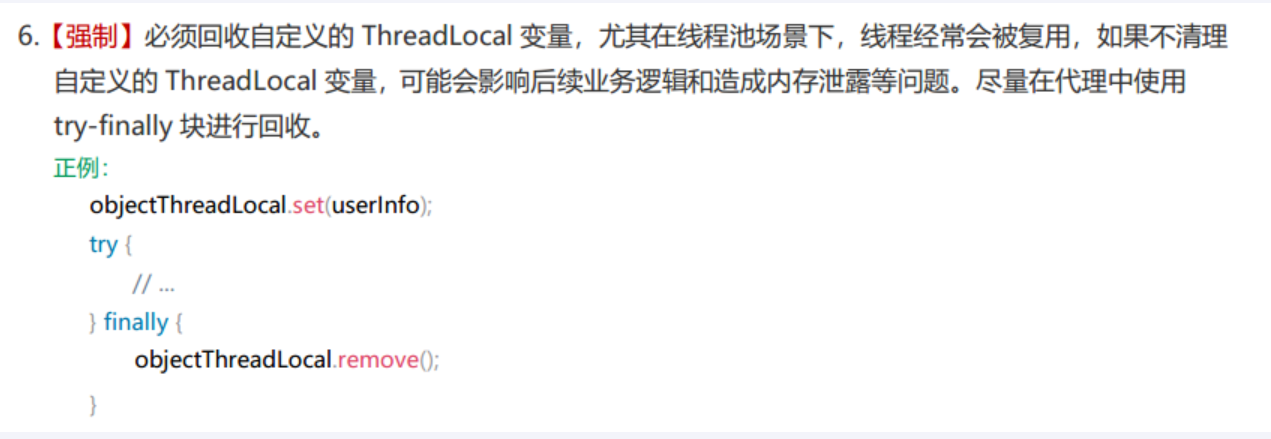 6.【强制】必须回收自定义的 ThreadLocal 变量，尤其在线程池场景下，线程经常会被复用，如果不清理
自定义的 ThreadLocal 变量，可能会影响后续业务逻辑和造成内存泄露等问题。尽量在代理中使用
try-finally 块进行回收。
正例：
objectThreadLocal.set(userInfo);
try {
// ...
} finally {
objectThreadLocal.remove();
}